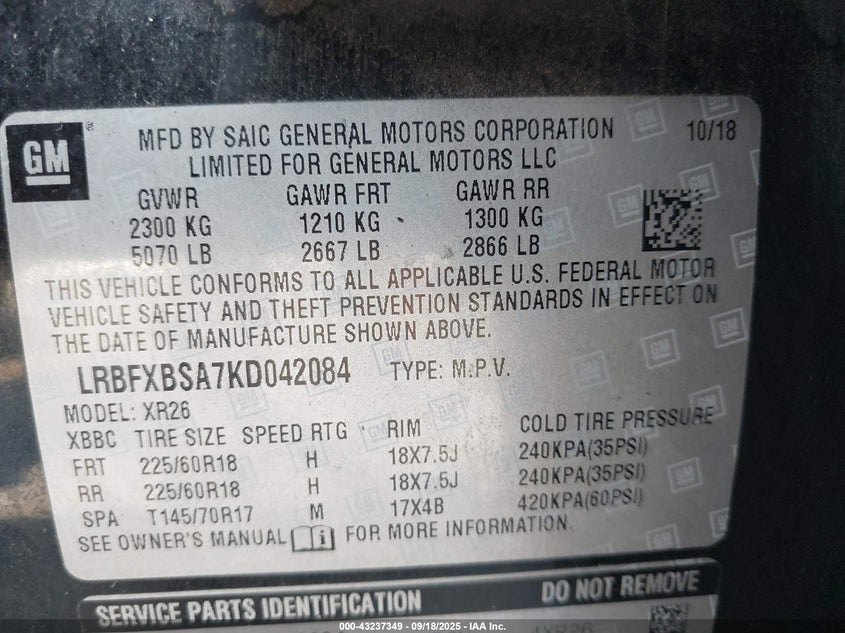 GM
MFD BY SAIC GENERAL MOTORS CORPORATION 10/18
LIMITED FOR GENERAL MOTORS LLC
GVWR GAWR FRT GAWR RR
2300 KG 1210 KG 1300 KG
5070 LB 2667 LB 2866 LB
THIS VEHICLE CONFORMS TO ALL APPLICABLE U.S. FEDERAL MOTOR
VEHICLE SAFETY AND THEFT PREVENTION STANDARDS IN EFFECT ON
THE DATE OF MANUFACTURE SHOWN ABOVE.
LRBFXBSA7KD042084 TYPE: M.P.V.
MODEL: XR26
XBBC TIRE SIZE SPEED RTG RIM COLD TIRE PRESSURE
FRT 225/60R18 H 18X7.5J 240KPA(35PSI)
RR 225/60R18 H 18X7.5J 240KPA(35PSI)
SPA T145/70R17 M 17X4B 420KPA(60PSI)
SEE OWNER'S MANUAL FOR MORE INFORMATION.
SERVICE PARTS IDENTIFICATION DO NOT REMOVE
4XR26
000-43237349 - 09/18/2025 - IAA Inc.